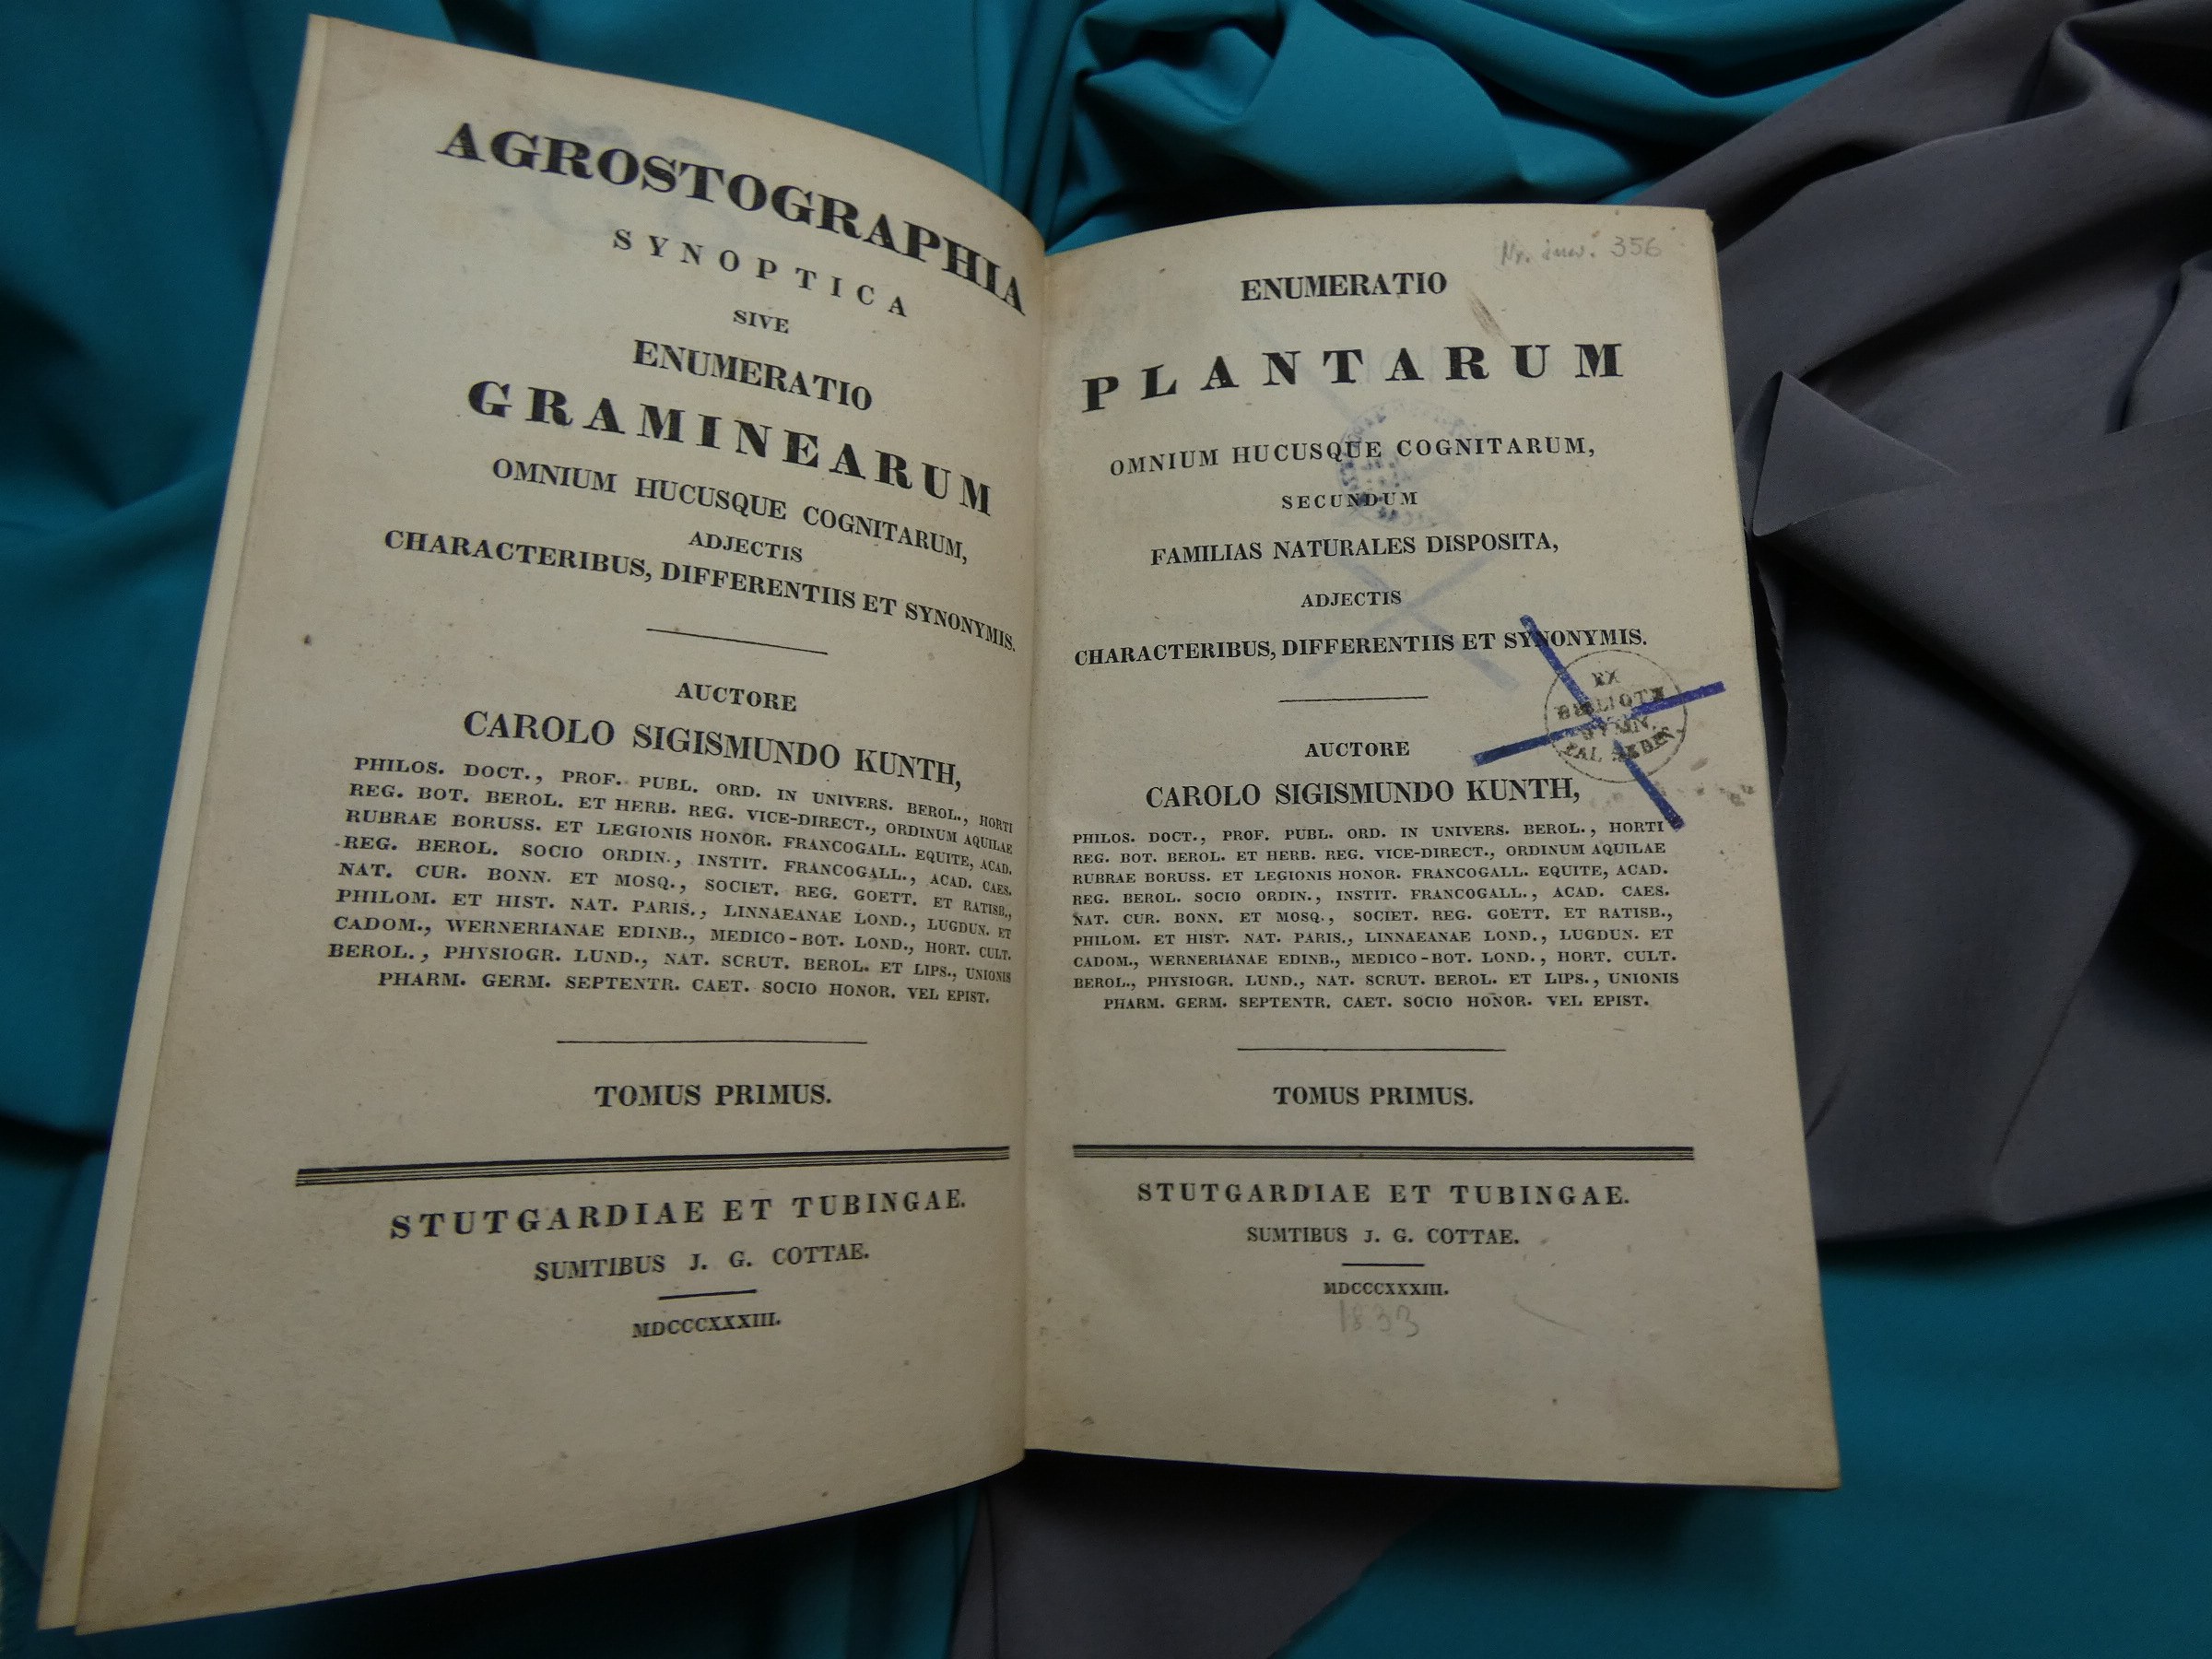 AGROSTOGRAPHIA
SYNOPTICA
SIVE
ENUMERATIO
GRAMINEARUM
OMNIUM HUCUSQUE COGNITARUM,
ADJECTIS
CHARACTERIBUS, DIFFERENTIIS ET SYNONYMIS.
AUCTORE
CAROLO SIGISMUNDO KUNTH,
PHILOS. DOCT., PROF. PUBL. ORD. IN UNIVERS. BEROL., HORTI
REG. BOT. BEROL. ET HERB. REG. VICE-DIRECT., ORDINUM AQUILAE
RUBRAE BORUSS. ET LEGIONIS HONOR. FRANCOGALL. EQUITE, ACAD.
REG. BEROL. SOCIO ORDIN., INSTIT. FRANCOGALL., ACAD. CAES.
NAT. CUR. BONN. ET MOSQ., SOCIET. REG. GOETT. ET RATISB.,
PHILOM. ET HIST. NAT. PARIS., LINNAEANAE LOND., LUGDUN. ET
CADOM., WERNERIANAE EDINB., MEDICO-BOT. LOND., HORT. CULT.
BEROL., PHYSIOGR. LUND., NAT. SCRUT. BEROL. ET LIPS., UNIONIS
PHARM. GERM. SEPTENTR. CAET. SOCIO HONOR. VEL EPIST.
TOMUS PRIMUS.
STUTGARDIAE ET TUBINGAE.
SUMTIBUS J. G. COTTAE.
MDCCCXXXIII.
Nr. inv. 356
ENUMERATIO
PLANTARUM
OMNIUM HUCUSQUE COGNITARUM,
SECUNDUM
FAMILIAS NATURALES DISPOSITA,
ADJECTIS
CHARACTERIBUS, DIFFERENTIIS ET SYNONYMIS.
EX
AUCTORE
CAROLO SIGISMUNDO KUNTH,
PHILOS. DOCT., PROF. PUBL. ORD. IN UNIVERS. BEROL., HORTI
REG. BOT. BEROL. ET HERB. REG. VICE-DIRECT., ORDINUM AQUILAE
RUBRAE BORUSS. ET LEGIONIS HONOR. FRANCOGALL. EQUITE, ACAD.
REG. BEROL. SOCIO ORDIN., INSTIT. FRANCOGALL., ACAD. CAES.
NAT. CUR. BONN. ET MOSQ., SOCIET. REG. GOETT. ET RATISB.,
PHILOM. ET HIST. NAT. PARIS., LINNAEANAE LOND., LUGDUN. ET
CADOM., WERNERIANAE EDINB., MEDICO-BOT. LOND., HORT. CULT.
BEROL., PHYSIOGR. LUND., NAT. SCRUT. BEROL. ET LIPS., UNIONIS
PHARM. GERM. SEPTENTR. CAET. SOCIO HONOR. VEL EPIST.
TOMUS PRIMUS.
STUTGARDIAE ET TUBINGAE.
SUMTIBUS J. G. COTTAE.
MDCCCXXXIII.
1833